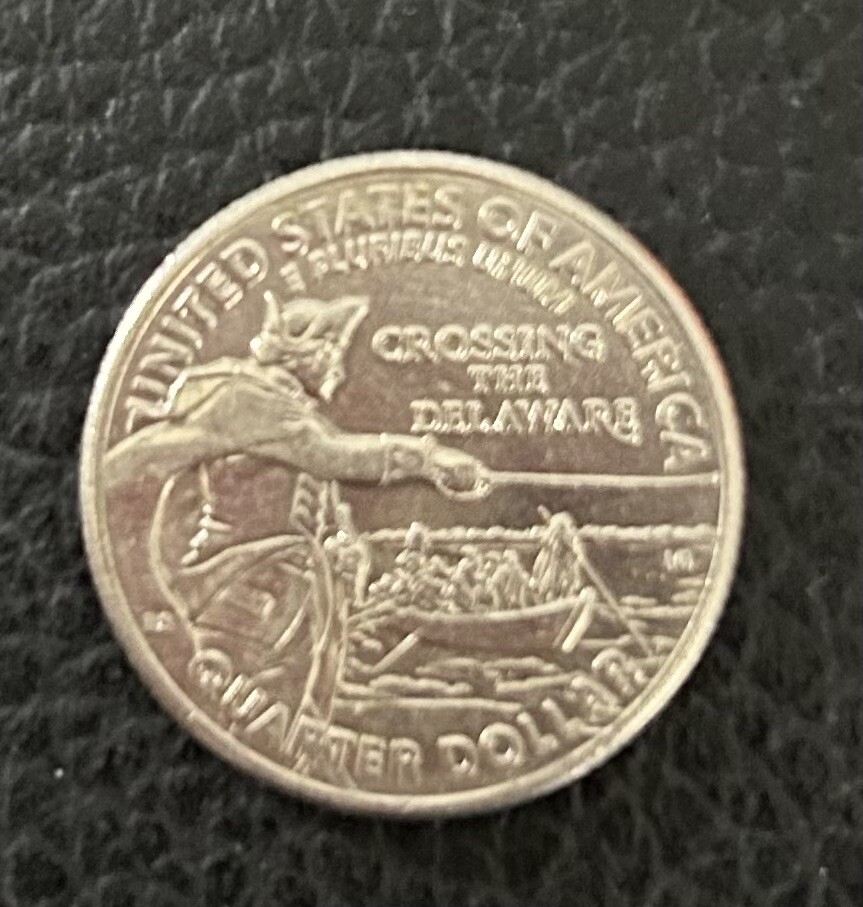 UNITED STATES OF AMERICA
E PLURIBUS UNUM
CROSSING
THE
DELAWARE
QUARTER DOLLAR